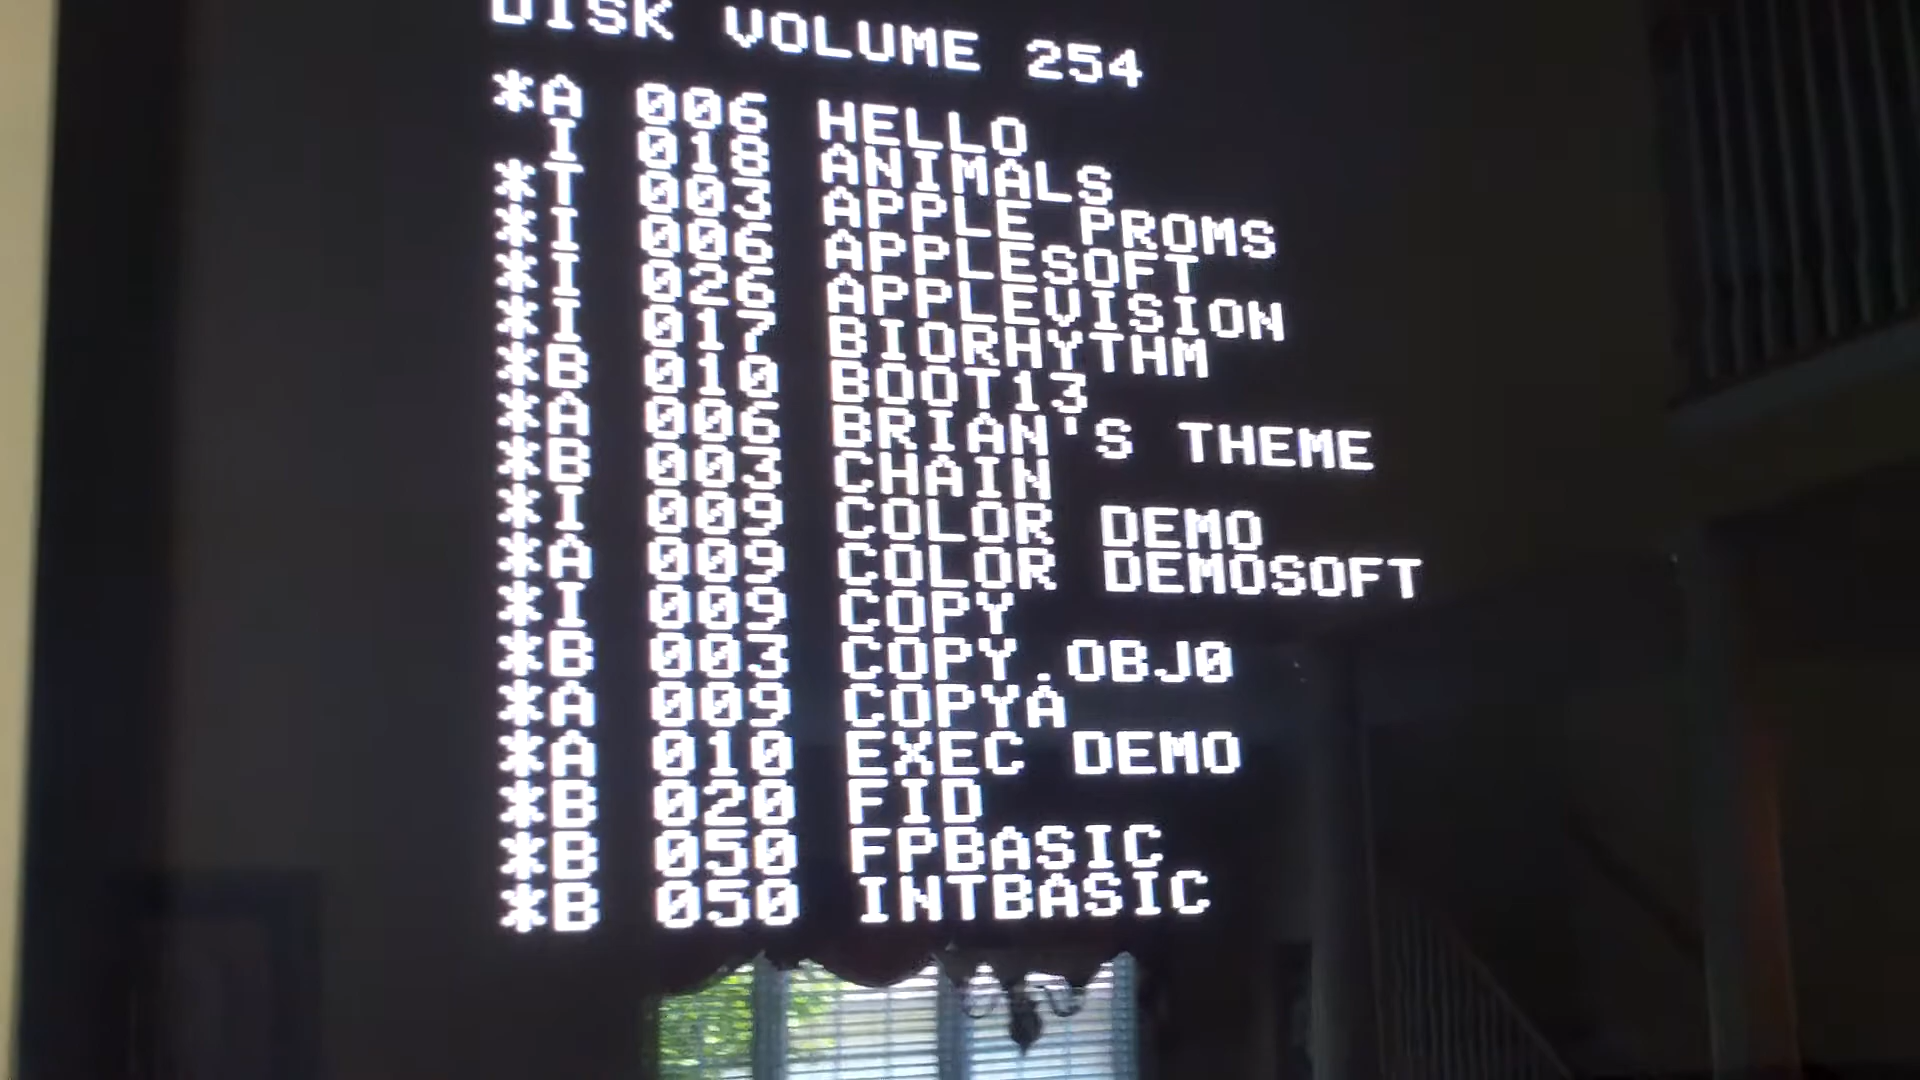 DISK VOLUME 254
*A 006 HELLO
I 018 ANIMALS
*T 003 APPLE PROMS
*I 006 APPLESOFT
*I 026 APPLEVISION
*I 017 BIORHYTHM
*B 010 BOOT13
*A 006 BRIAN'S THEME
*B 003 CHAIN
*I 009 COLOR DEMO
*A 009 COLOR DEMOSOFT
*I 009 COPY
*B 003 COPY.OBJ0
*A 009 COPYA
*A 010 EXEC DEMO
*B 020 FID
*B 050 FPBASIC
*B 050 INTBASIC